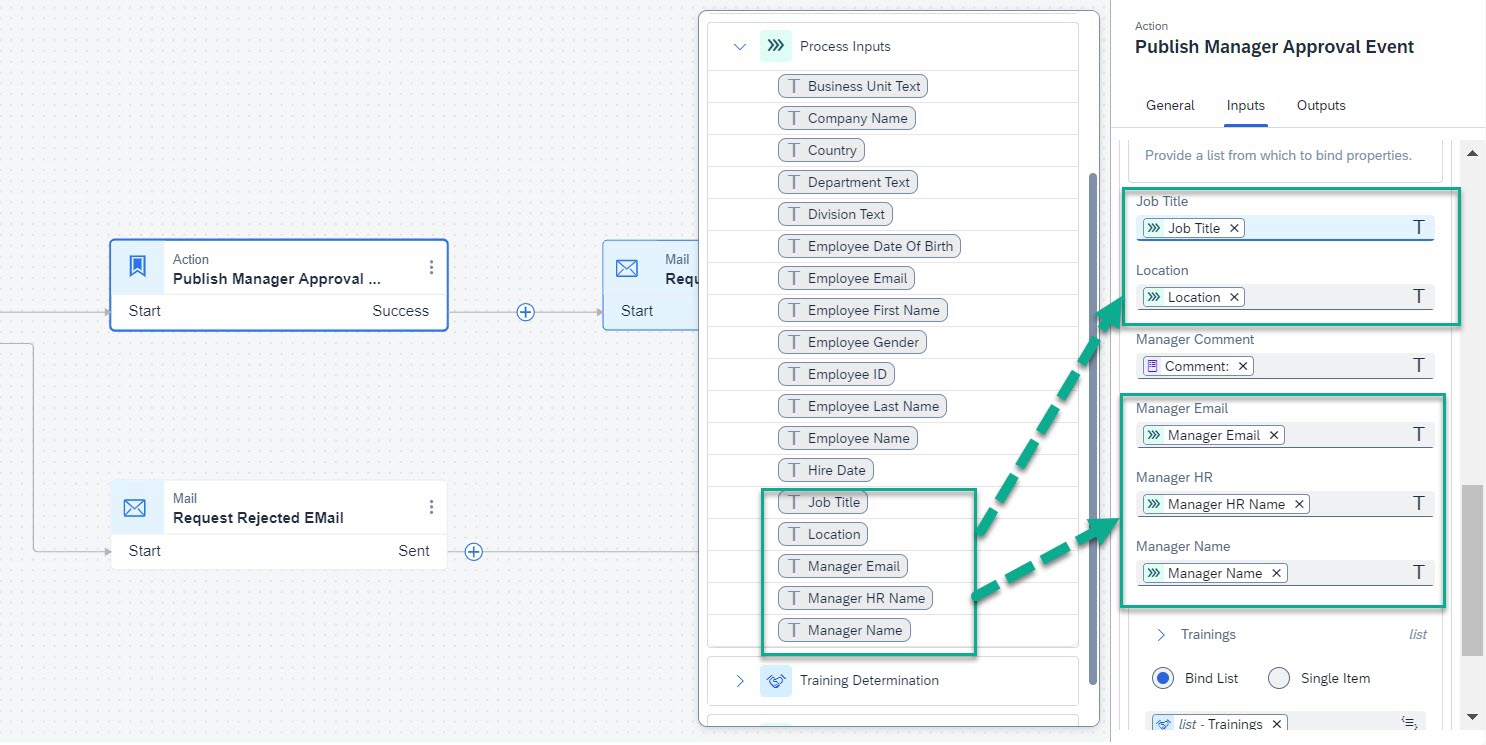 Action
Publish Manager Approval ...
Start Success
Mail
Requ
Start
Mail
Request Rejected EMail
Start Sent
Process Inputs
Business Unit Text
Company Name
Country
Department Text
Division Text
Employee Date Of Birth
Employee Email
Employee First Name
Employee Gender
Employee ID
Employee Last Name
Employee Name
Hire Date
Job Title
Location
Manager Email
Manager HR Name
Manager Name
Training Determination
Action
Publish Manager Approval Event
General Inputs Outputs
Provide a list from which to bind properties.
Job Title
Job Title
Location
Location
Manager Comment
Comment:
Manager Email
Manager Email
Manager HR
Manager HR Name
Manager Name
Manager Name
Trainings list
Bind List Single Item
list - Trainings